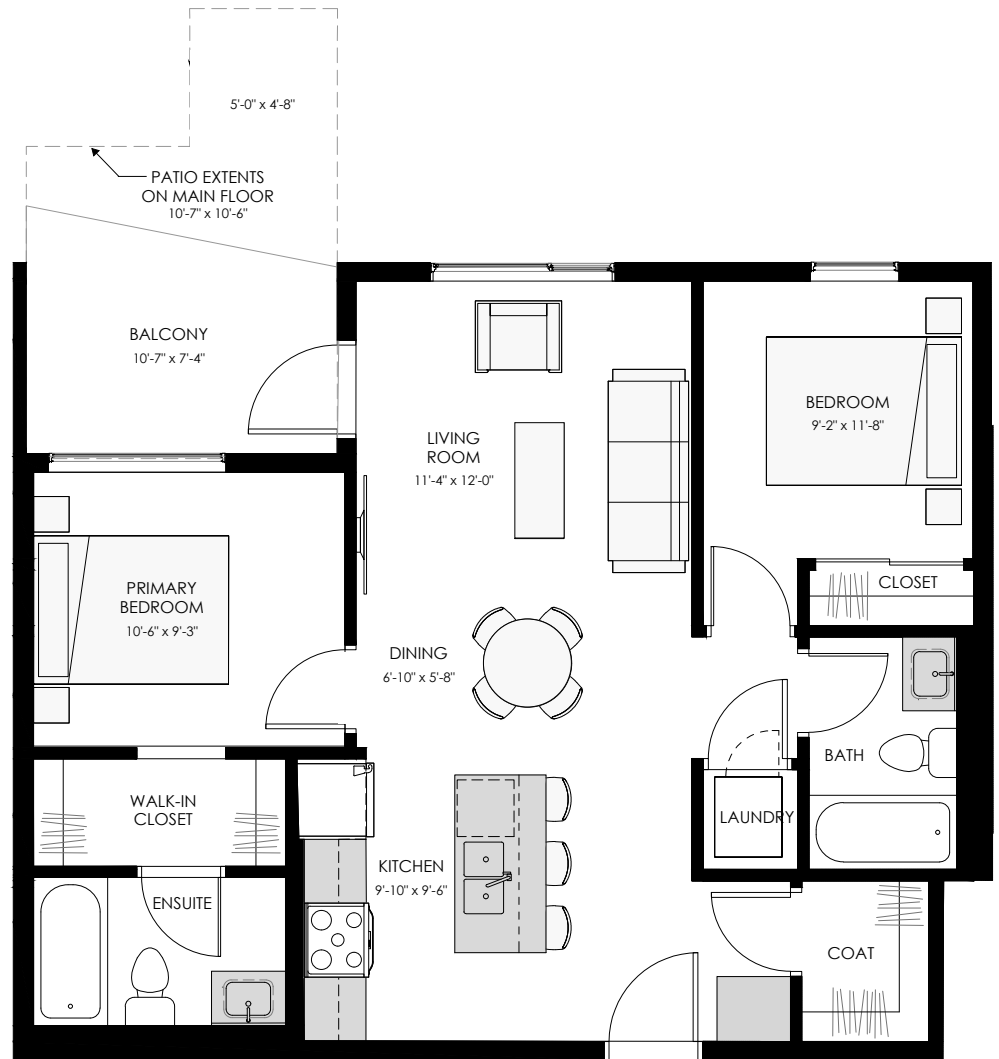 5'-0" x 4'-8"
PATIO EXTENTS
ON MAIN FLOOR
10'-7" x 10'-6"
BALCONY
10'-7" x 7'-4"
LIVING
ROOM
11'-4" x 12'-0"
BEDROOM
9'-2" x 11'-8"
CLOSET
PRIMARY
BEDROOM
10'-6" x 9'-3"
DINING
6'-10" x 5'-8"
BATH
WALK-IN
CLOSET
LAUNDRY
KITCHEN
9'-10" x 9'-6"
ENSUITE
COAT